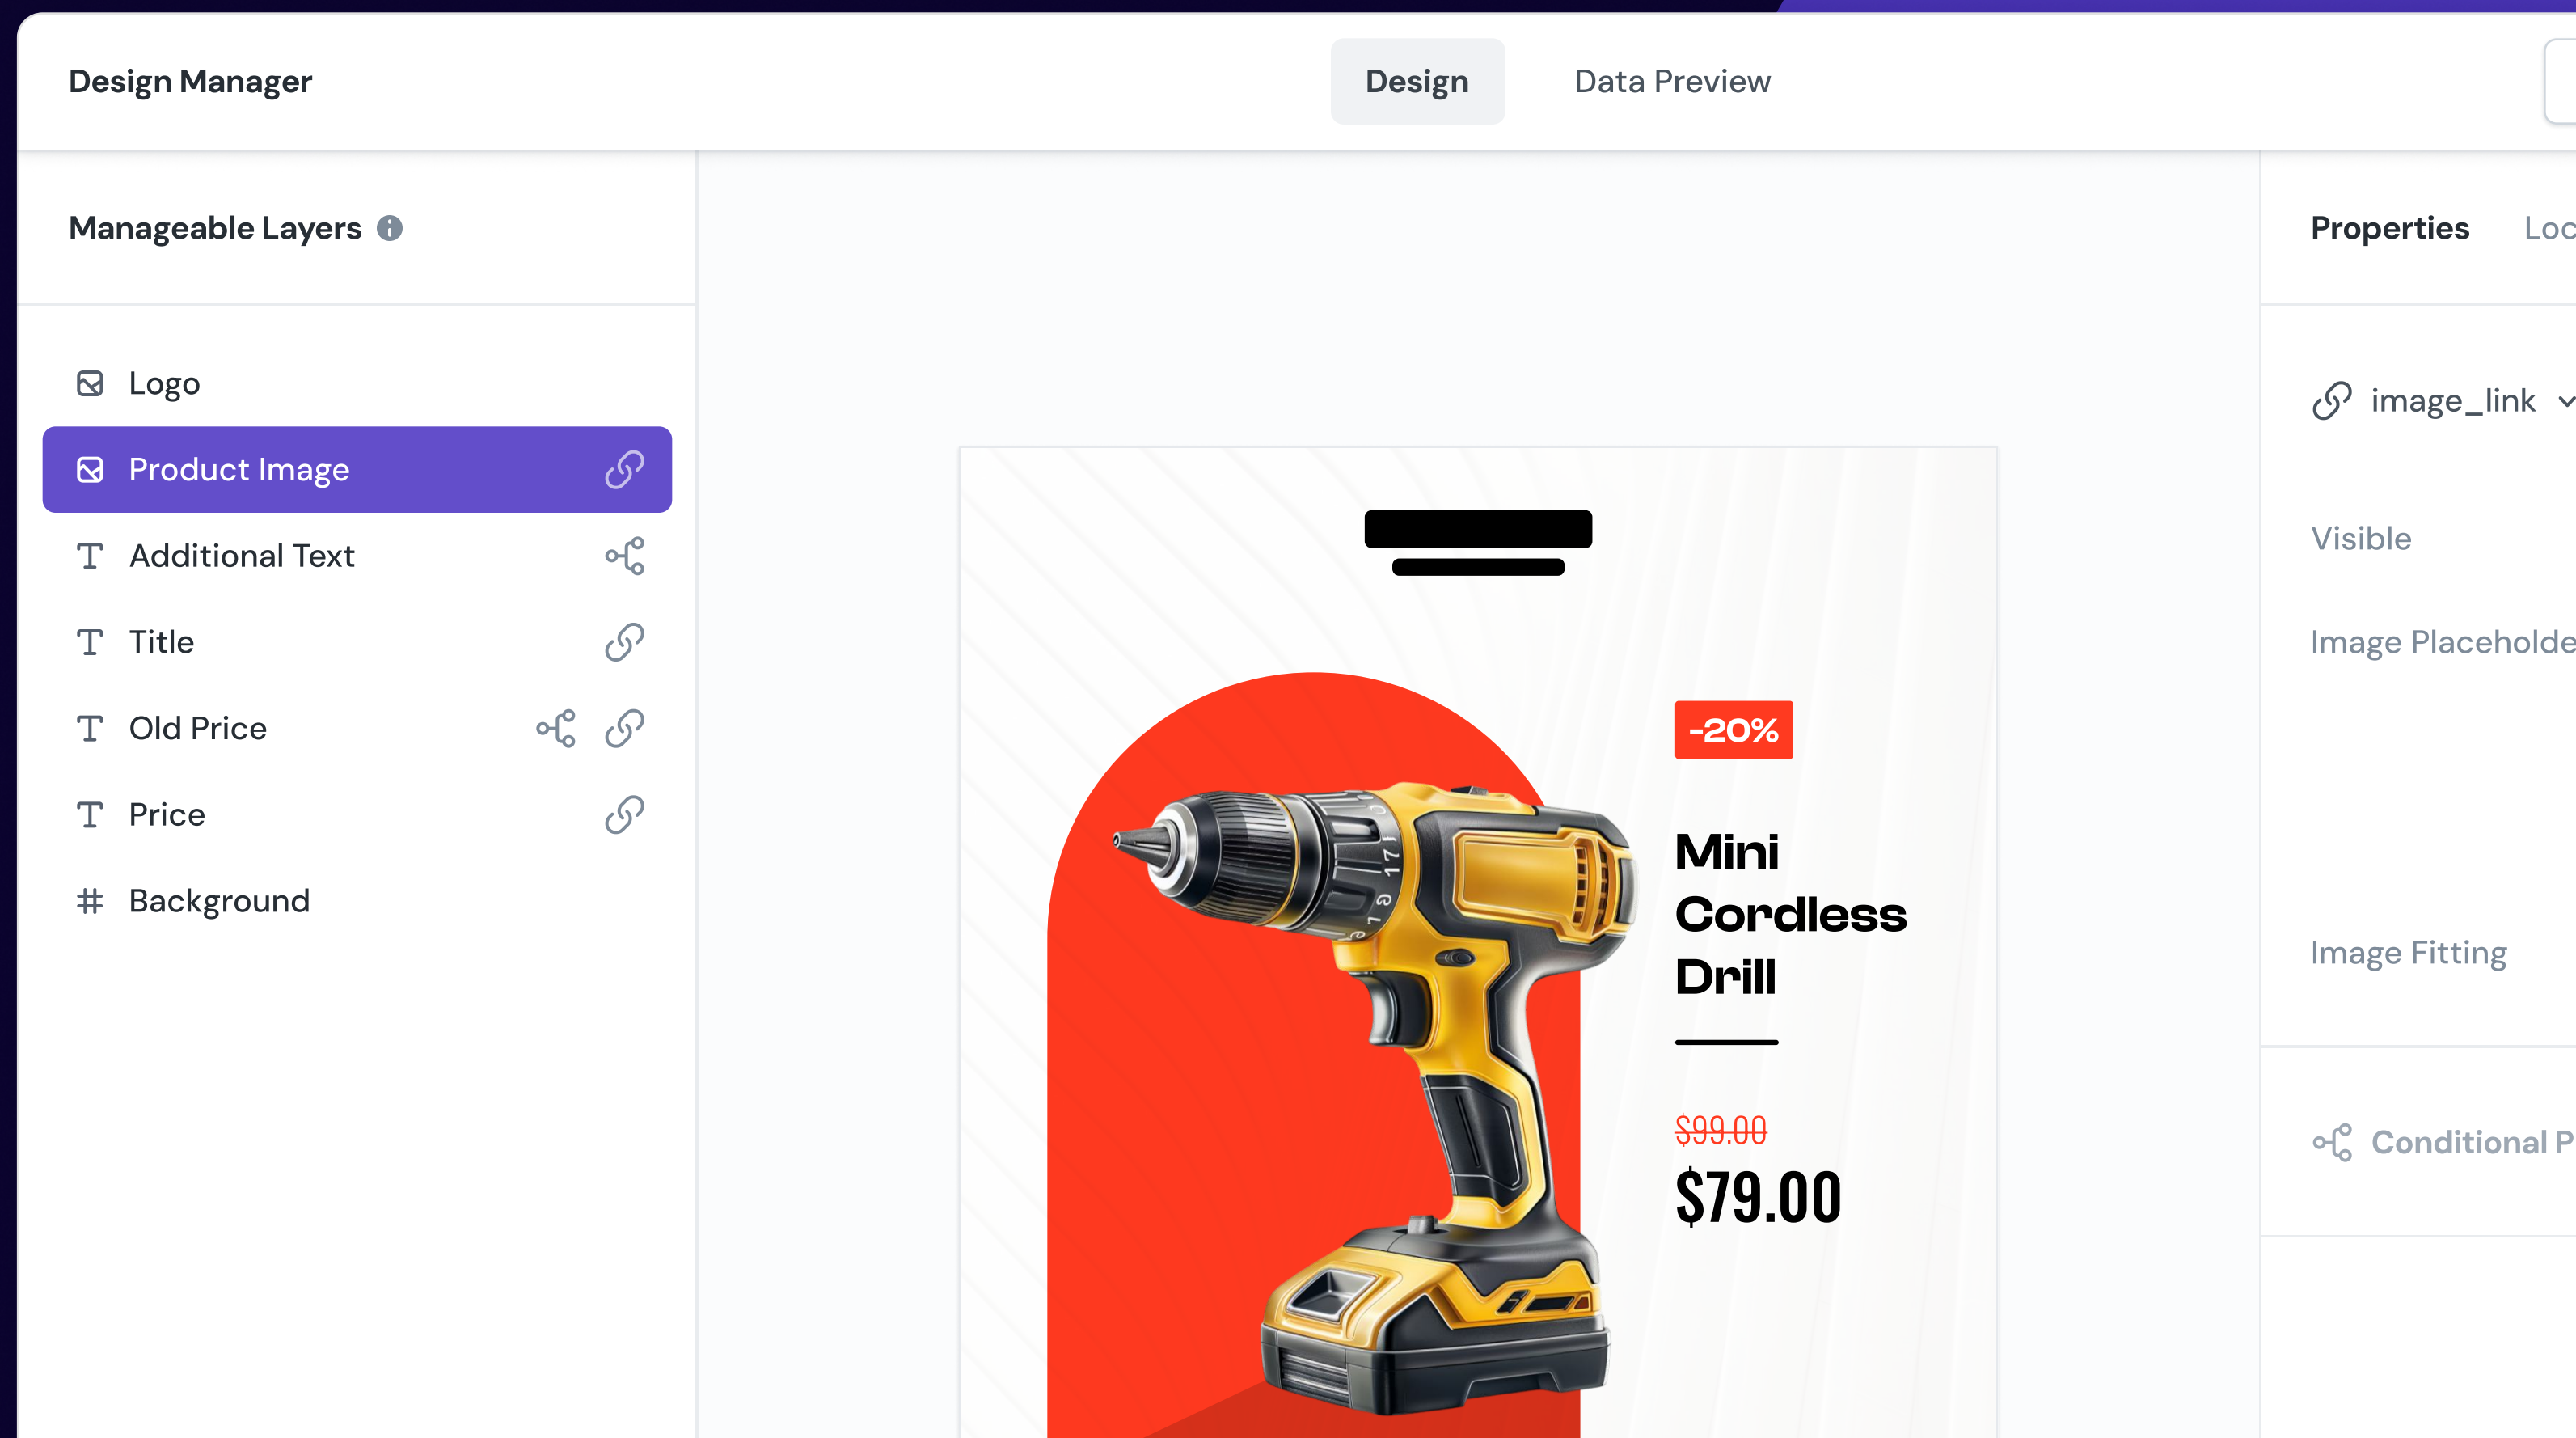 Design Manager
Design
Data Preview
Manageable Layers
Logo
Product Image
Additional Text
Title
Old Price
Price
Background
-20%
Mini
Cordless
Drill
$99.00
$79.00
Properties
Loc
image_link
Visible
Image Placeholde
Image Fitting
Conditional P